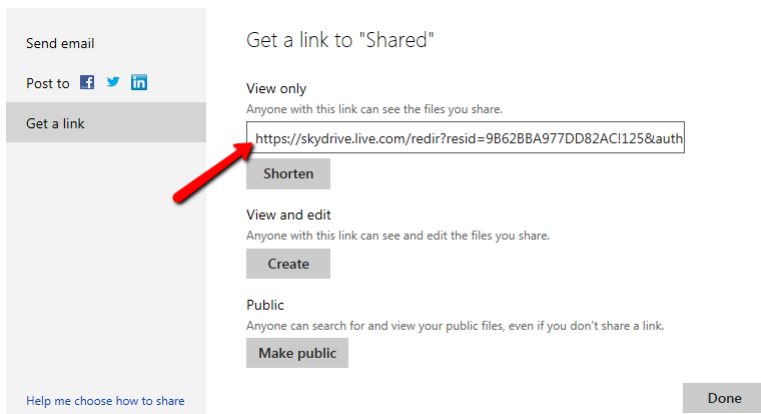 Send email
Post to
Get a link
Help me choose how to share
Get a link to "Shared"
View only
Anyone with this link can see the files you share.
https://skydrive.live.com/redir?resid=9B62BBA977DD82AC!125&auth
Shorten
View and edit
Anyone with this link can see and edit the files you share.
Create
Public
Anyone can search for and view your public files, even if you don't share a link.
Make public
Done